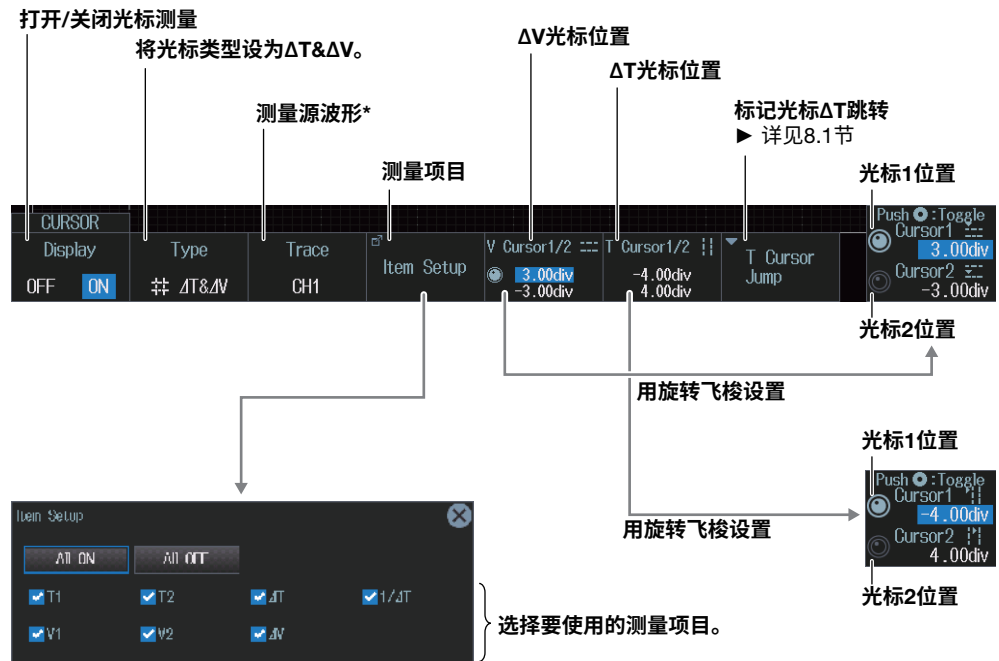 打开/关闭光标测量
将光标类型设为ΔT&ΔV。
测量源波形*
测量项目
ΔV光标位置
ΔT光标位置
标记光标ΔT跳转
▶ 详见8.1节
光标1位置
CURSOR
Display
OFF ON
Type
ΔT&ΔV
Trace
CH1
Item Setup
V Cursor1/2
3.00div
-3.00div
T Cursor1/2
-4.00div
4.00div
T Cursor
Jump
Push :Toggle
Cursor1
3.00div
Cursor2
-3.00div
光标2位置
用旋转飞梭设置
光标1位置
Push :Toggle
Cursor1
-4.00div
Cursor2
4.00div
光标2位置
用旋转飞梭设置
Item Setup
All ON All OFF
T1 T2 ΔT 1/ΔT
V1 V2 ΔV
选择要使用的测量项目。